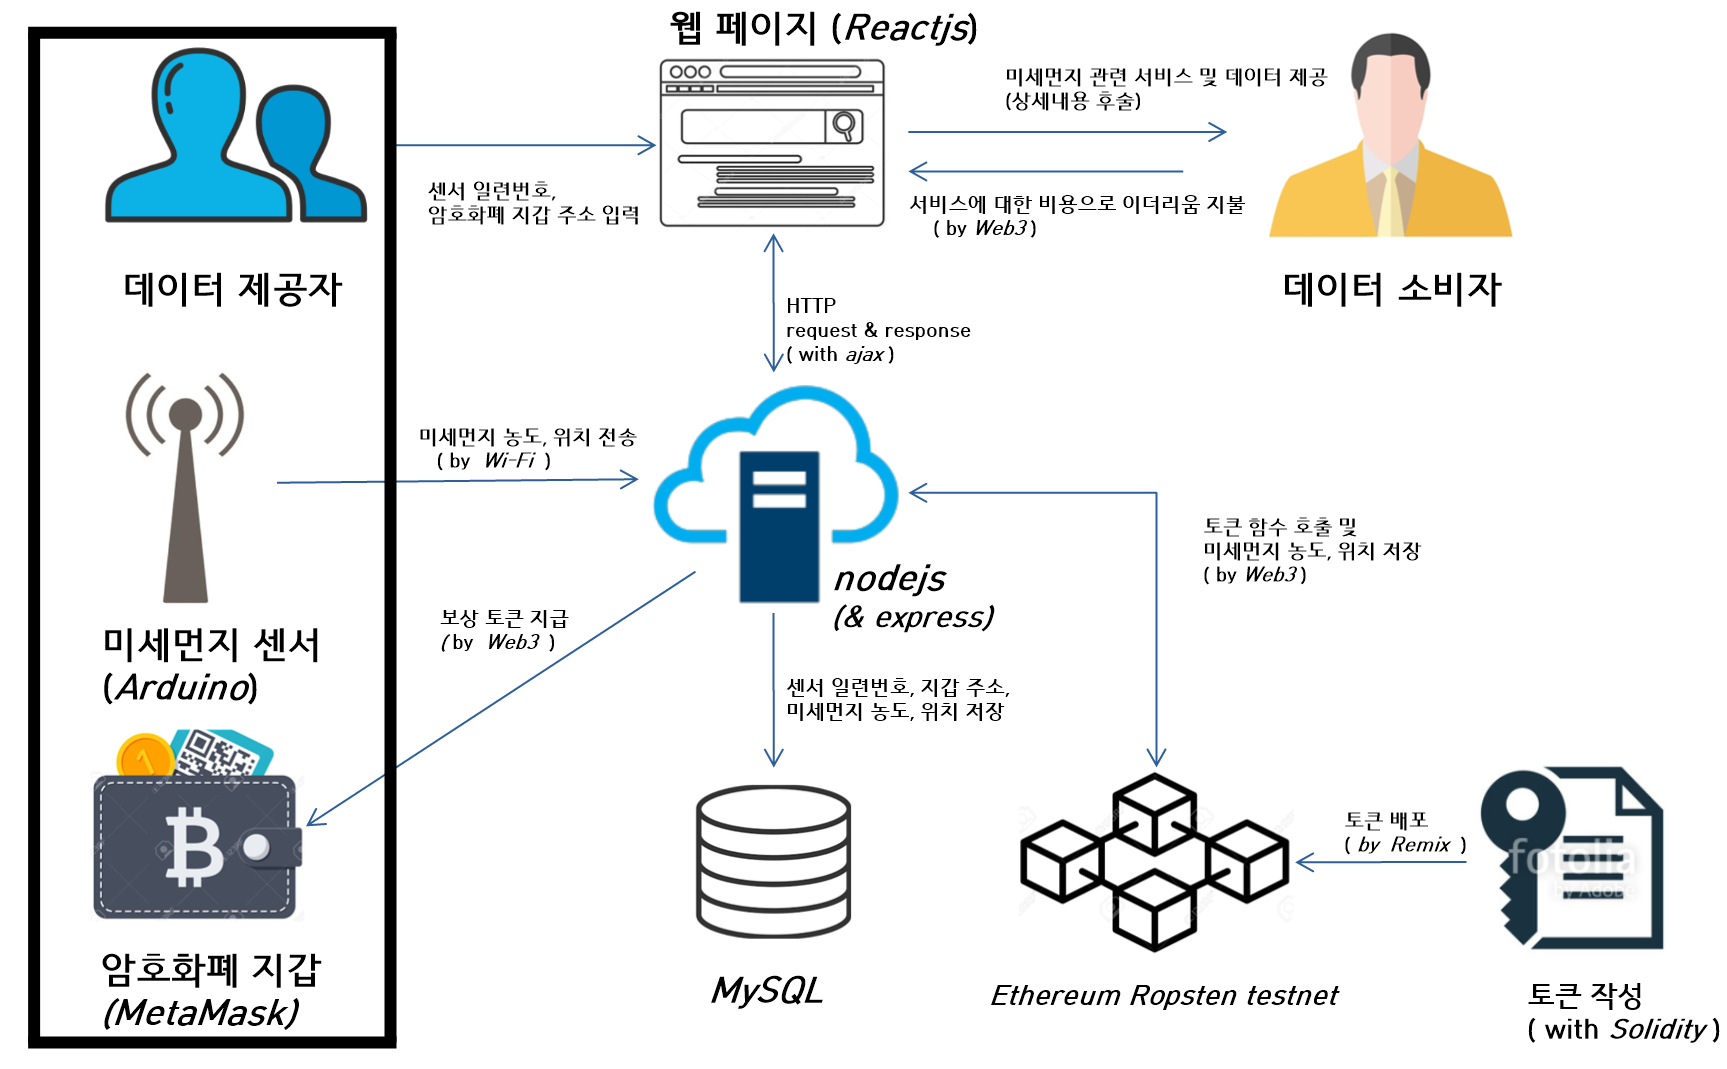 웹 페이지 (Reactjs)
미세먼지 관련 서비스 및 데이터 제공
(상세내용 후술)
센서 일련번호,
암호화폐 지갑 주소 입력
서비스에 대한 비용으로 이더리움 지불
( by Web3 )
데이터 제공자
데이터 소비자
HTTP
request & response
( with ajax )
미세먼지 농도, 위치 전송
( by Wi-Fi )
토큰 함수 호출 및
미세먼지 농도, 위치 저장
( by Web3 )
nodejs
(& express)
보상 토큰 지급
( by Web3 )
미세먼지 센서
(Arduino)
센서 일련번호, 지갑 주소,
미세먼지 농도, 위치 저장
1
토큰 배포
( by Remix )
fotolia
by Adobe
암호화폐 지갑
(MetaMask)
MySQL
Ethereum Ropsten testnet
토큰 작성
( with Solidity )